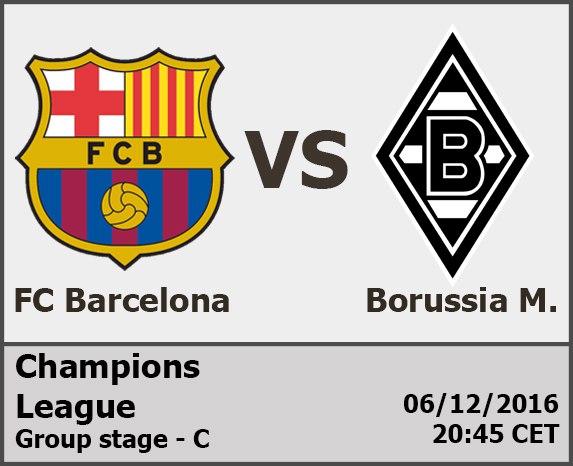 FCB
VS
B
FC Barcelona
Borussia M.
Champions
League
Group stage - C
06/12/2016
20:45 CET